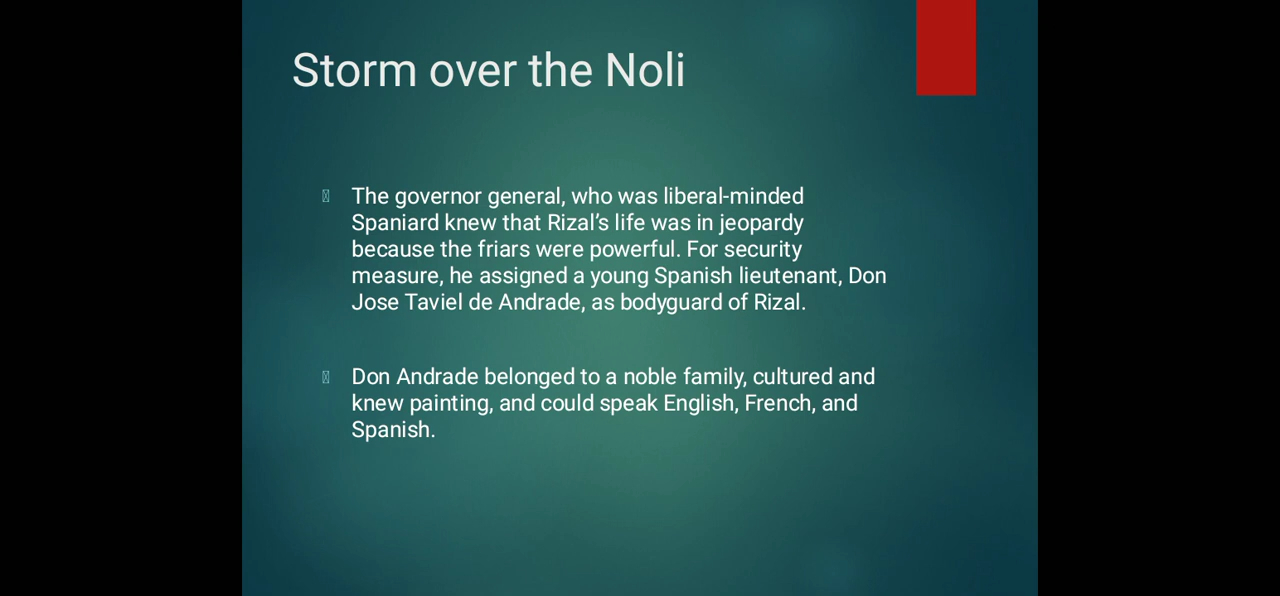 Storm over the Noli
The governor general, who was liberal-minded
Spaniard knew that Rizal’s life was in jeopardy
because the friars were powerful. For security
measure, he assigned a young Spanish lieutenant, Don
Jose Taviel de Andrade, as bodyguard of Rizal.
Don Andrade belonged to a noble family, cultured and
knew painting, and could speak English, French, and
Spanish.